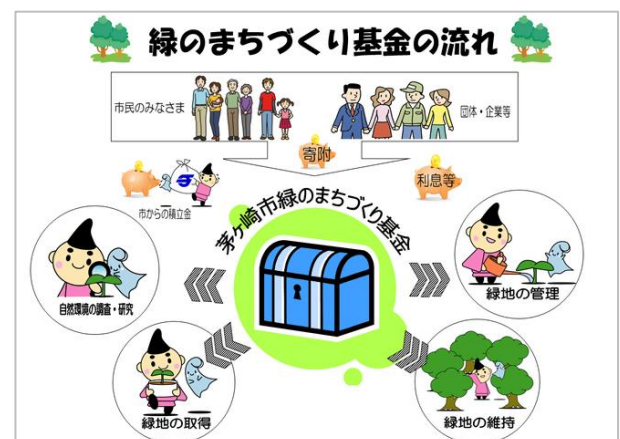 緑のまちづくり基金の流れ
市民のみなさま
団体・企業等
寄附
利息等
市からの積立金
茅ヶ崎市緑のまちづくり基金
自然環境の調査・研究
緑地の管理
緑地の取得
緑地の維持